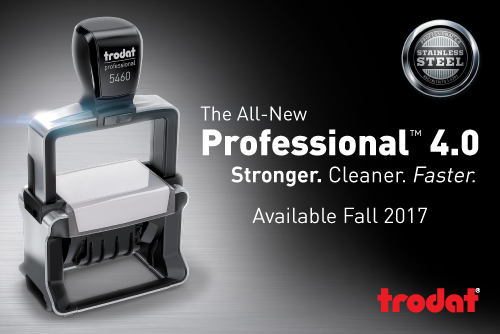 trodat
professional
5460
STAINLESS
STEEL
The All-New
Professional™ 4.0
Stronger. Cleaner. Faster.
Available Fall 2017
trodat®